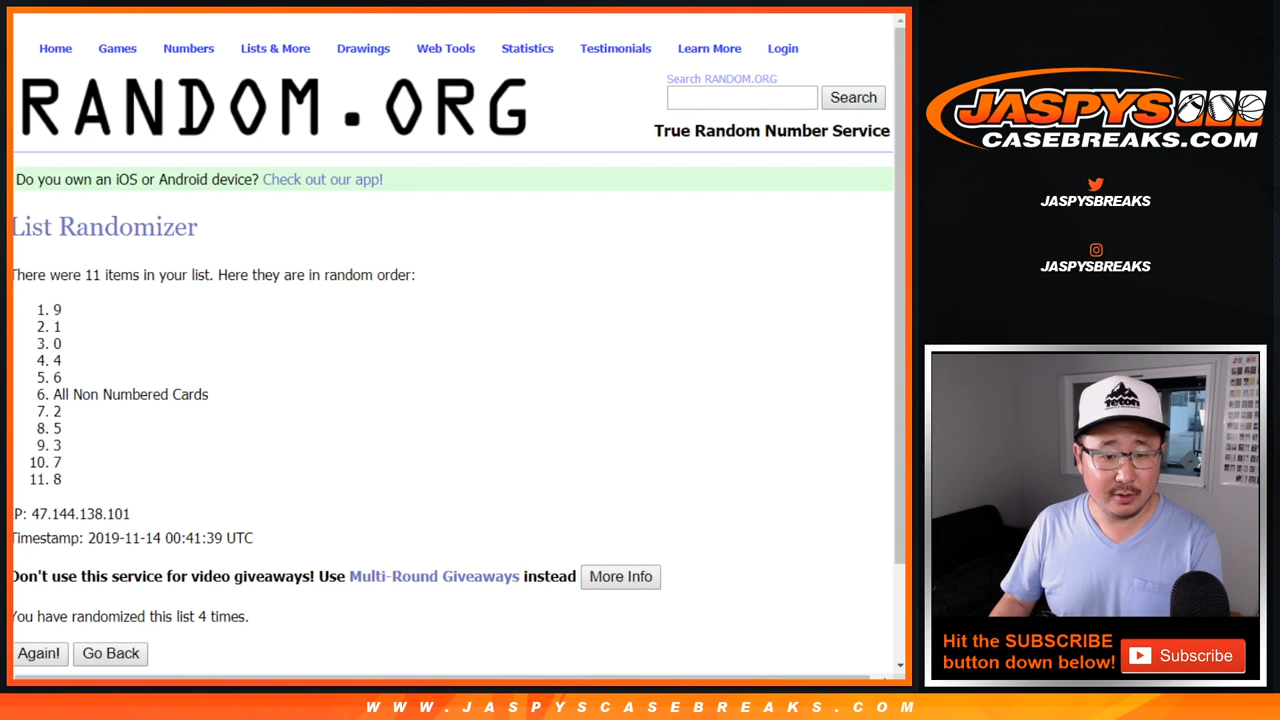 Home Games Numbers Lists & More Drawings Web Tools Statistics Testimonials Learn More Login
RANDOM.ORG
Search RANDOM.ORG
Search
True Random Number Service
Do you own an iOS or Android device? Check out our app!
List Randomizer
There were 11 items in your list. Here they are in random order:
1. 9
2. 1
3. 0
4. 4
5. 6
6. All Non Numbered Cards
7. 2
8. 5
9. 3
10. 7
11. 8
P: 47.144.138.101
Timestamp: 2019-11-14 00:41:39 UTC
Don't use this service for video giveaways! Use Multi-Round Giveaways instead More Info
You have randomized this list 4 times.
Again! Go Back
JASPYS
CASEBREAKS.COM
JASPYSBREAKS
JASPYSBREAKS
TETON
Hit the SUBSCRIBE
button down below!
Subscribe
WWW.JASPYSCASEBREAKS.COM